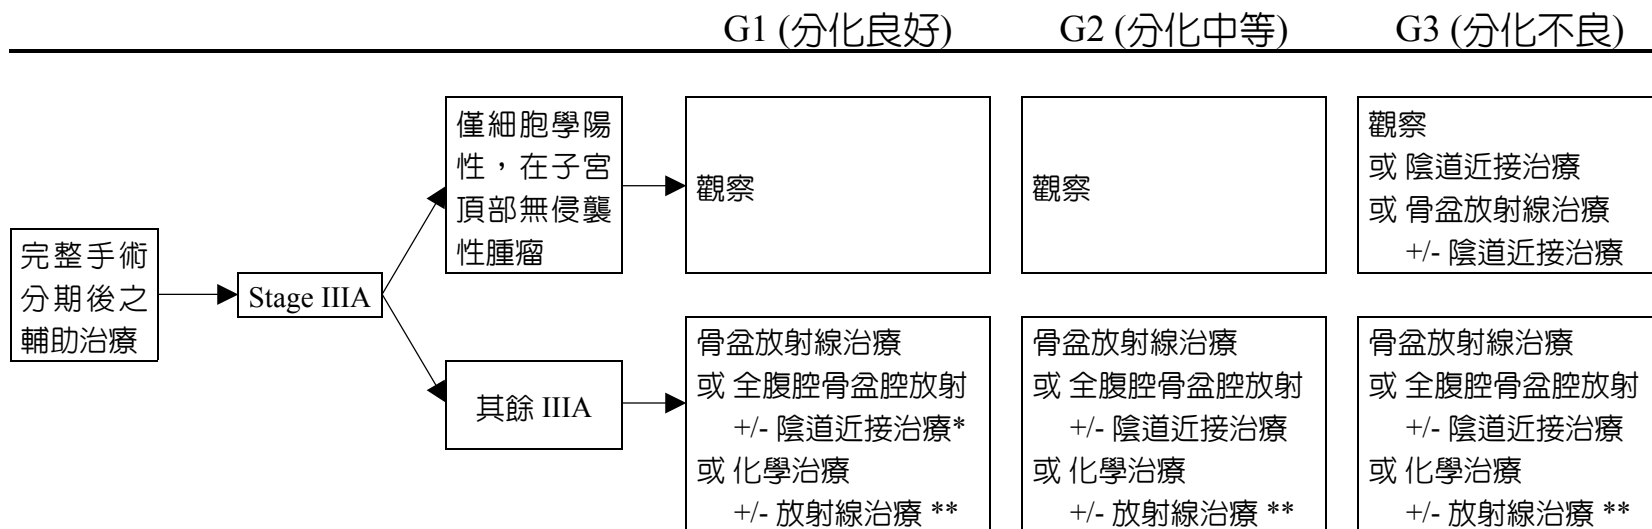 G1 (分化良好)
G2 (分化中等)
G3 (分化不良)
完整手術
分期後之
輔助治療
Stage IIIA
僅細胞學陽
性，在子宮
頂部無侵襲
性腫瘤
觀察
觀察
觀察
或 陰道近接治療
或 骨盆放射線治療
+/- 陰道近接治療
其餘 IIIA
骨盆放射線治療
或 全腹腔骨盆腔放射
+/- 陰道近接治療*
或 化學治療
+/- 放射線治療 **
骨盆放射線治療
或 全腹腔骨盆腔放射
+/- 陰道近接治療
或 化學治療
+/- 放射線治療 **
骨盆放射線治療
或 全腹腔骨盆腔放射
+/- 陰道近接治療
或 化學治療
+/- 放射線治療 **